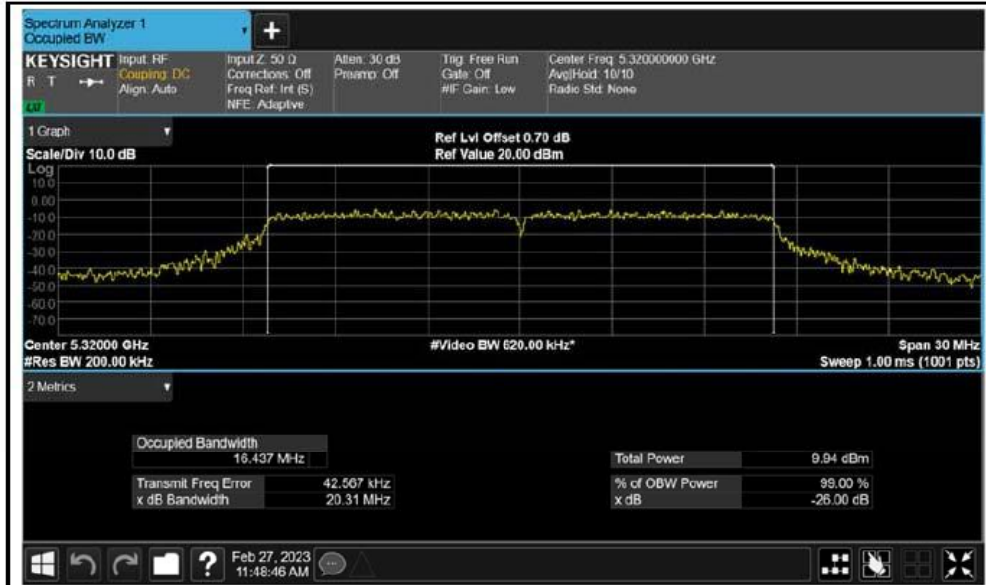 Spectrum Analyzer 1
Occupied BW
+
KEYSIGHT
R T
LXI
Input: RF
Coupling: DC
Align: Auto
Input Z: 50 Ω
Corrections: Off
Freq Ref: Int (S)
NFE: Adaptive
Atten: 30 dB
Preamp: Off
Trig: Free Run
Gate: Off
#IF Gain: Low
Center Freq: 5.320000000 GHz
Avg|Hold: 10/10
Radio Std: None
1 Graph
Scale/Div 10.0 dB
Ref Lvl Offset 0.70 dB
Ref Value 20.00 dBm
Log
10.0
0.00
-10.0
-20.0
-30.0
-40.0
-50.0
-60.0
-70.0
Center 5.32000 GHz
#Res BW 200.00 kHz
#Video BW 620.00 kHz*
Span 30 MHz
Sweep 1.00 ms (1001 pts)
2 Metrics
Occupied Bandwidth
16.437 MHz
Transmit Freq Error 42.567 kHz
x dB Bandwidth 20.31 MHz
Total Power 9.94 dBm
% of OBW Power 99.00 %
x dB -26.00 dB
?
Feb 27, 2023
11:48:46 AM